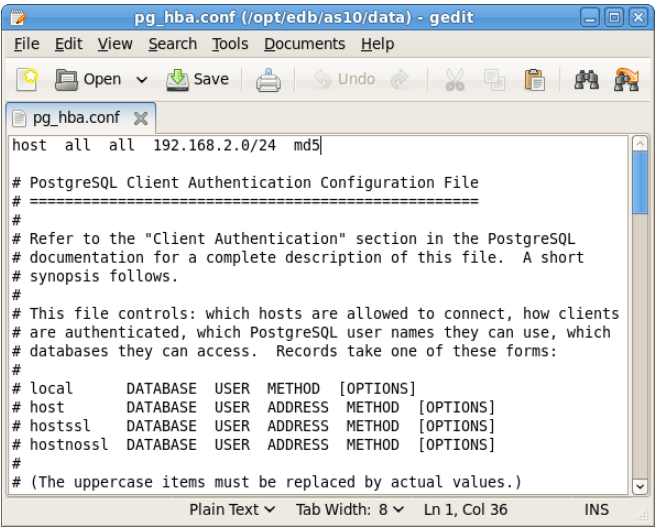 pg_hba.conf (/opt/edb/as10/data) - gedit
File Edit View Search Tools Documents Help
Open Save Undo
pg_hba.conf
host  all  all  192.168.2.0/24  md5

# PostgreSQL Client Authentication Configuration File
# ===================================================
#
# Refer to the "Client Authentication" section in the PostgreSQL
# documentation for a complete description of this file.  A short
# synopsis follows.
#
# This file controls: which hosts are allowed to connect, how clients
# are authenticated, which PostgreSQL user names they can use, which
# databases they can access.  Records take one of these forms:
#
# local      DATABASE  USER  METHOD  [OPTIONS]
# host       DATABASE  USER  ADDRESS  METHOD  [OPTIONS]
# hostssl    DATABASE  USER  ADDRESS  METHOD  [OPTIONS]
# hostnossl  DATABASE  USER  ADDRESS  METHOD  [OPTIONS]
#
# (The uppercase items must be replaced by actual values.)
Plain Text Tab Width: 8 Ln 1, Col 36 INS